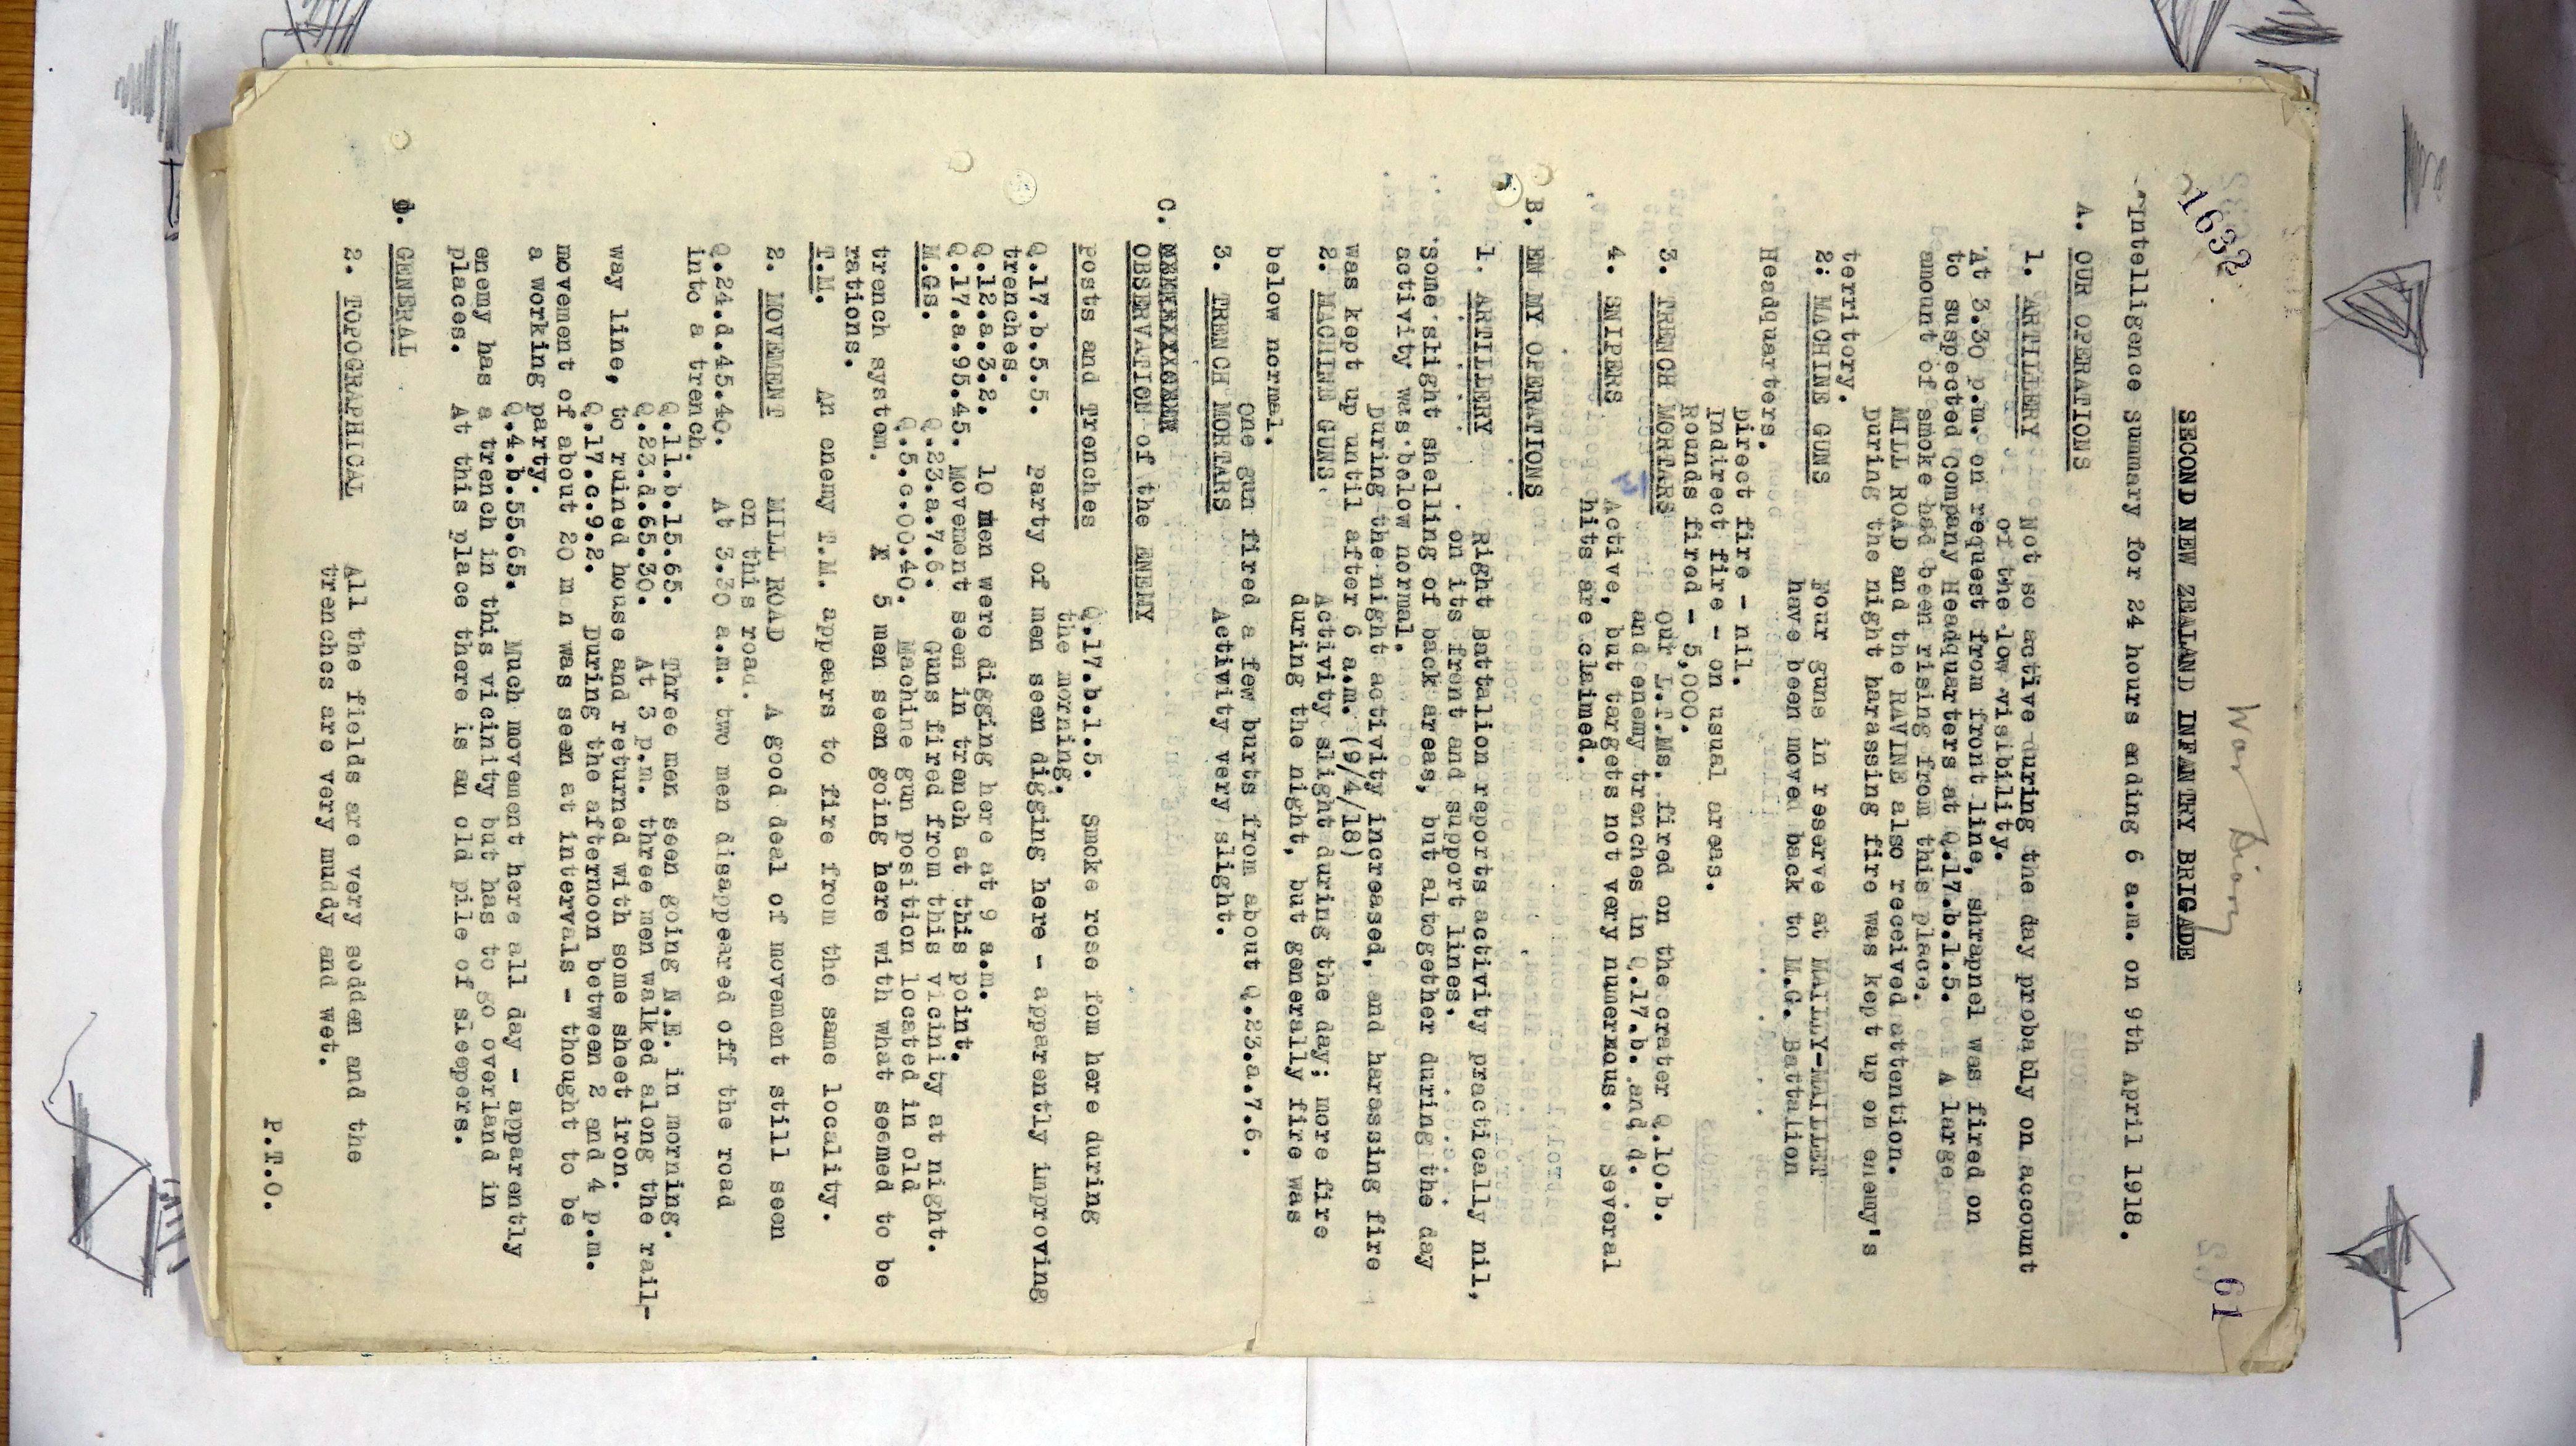 War Diary
1632
61
SECOND NEW ZEALAND INFANTRY BRIGADE
Intelligence summary for 24 hours ending 6 a.m. on 9th April 1918.
A. OUR OPERATIONS
1. ARTILLERY Not so active during the day probably on account
of the low visibility.
At 3.30 p.m. on request from front line, shrapnel was fired on
to suspected Company Headquarters at Q.17.b.1.5. A large
amount of smoke had been rising from this place.
MILL ROAD and the RAVINE also received attention.
During the night harassing fire was kept up on enemy's
territory.
2: MACHINE GUNS Four guns in reserve at MAILLY-MAILLET
have been moved back to M.G. Battalion
Headquarters.
Direct fire - nil.
Indirect fire - on usual areas.
Rounds fired - 5,000.
3. TRENCH MORTARS Our L.T.Ms. fired on the crater Q.10.b.
and enemy trenches in Q.17.b. and d.
4. SNIPERS Active, but targets not very numermous. Several
hits are claimed.
B. EN MY OPERATIONS
1. ARTILLERY Right Battalion reports activity practically nil,
on its front and support lines.
some slight shelling of back areas, but altogether during the day
activity was below normal.
During the night activity increased, and harassing fire
was kept up until after 6 a.m. (9/4/18)
2. MACHINE GUNS. Activity slight during the day; more fire
during the night, but generally fire was
below normal.
One gun fired a few burts from about Q.23.a.7.6.
3. TRENCH MORTARS Activity very slight.
C.
OBSERVATION of the ENEMY
Posts and Trenches Q.17.b.1.5. Smoke rose fom here during
the morning.
Q.17.b.5.5. Party of men seen digging here - apparently improving
trenches.
Q.12.a.3.2. 10 men were digging here at 9 a.m.
Q.17.a.95.45. Movement seen in trench at this point.
M.Gs. Q.23.a.7.6. Guns fired from this vicinity at night.
Q.5.c.00.40. Machine gun position located in old
trench system. X 5 men seen going here with what seemed to be
rations.
T.M. An enemy T.M. appears to fire from the same locality.
2. MOVEMENT MILL ROAD A good deal of movement still seen
on this road.
Q.24.d.45.40. At 3.30 a.m. two men disappeared off the road
into a trench.
Q.11.b.15.65. Three men seen going N.E. in morning.
Q.23.d.65.30. At 3 p.m. three men walked along the rail-
way line, to ruined house and returned with some sheet iron.
Q.17.c.9.2. During the afternoon between 2 and 4 p.m.
movement of about 20 m n was seen at intervals - thought to be
a working party.
Q.4.b.55.65. Much movement here all day - apparently
enemy has a trench in this vicinity but has to go overland in
places. At this place there is an old pile of sleepers.
D. GENERAL
2. TOPOGRAPHICAL All the fields are very sodden and the
trenches are very muddy and wet.
P.T.O.